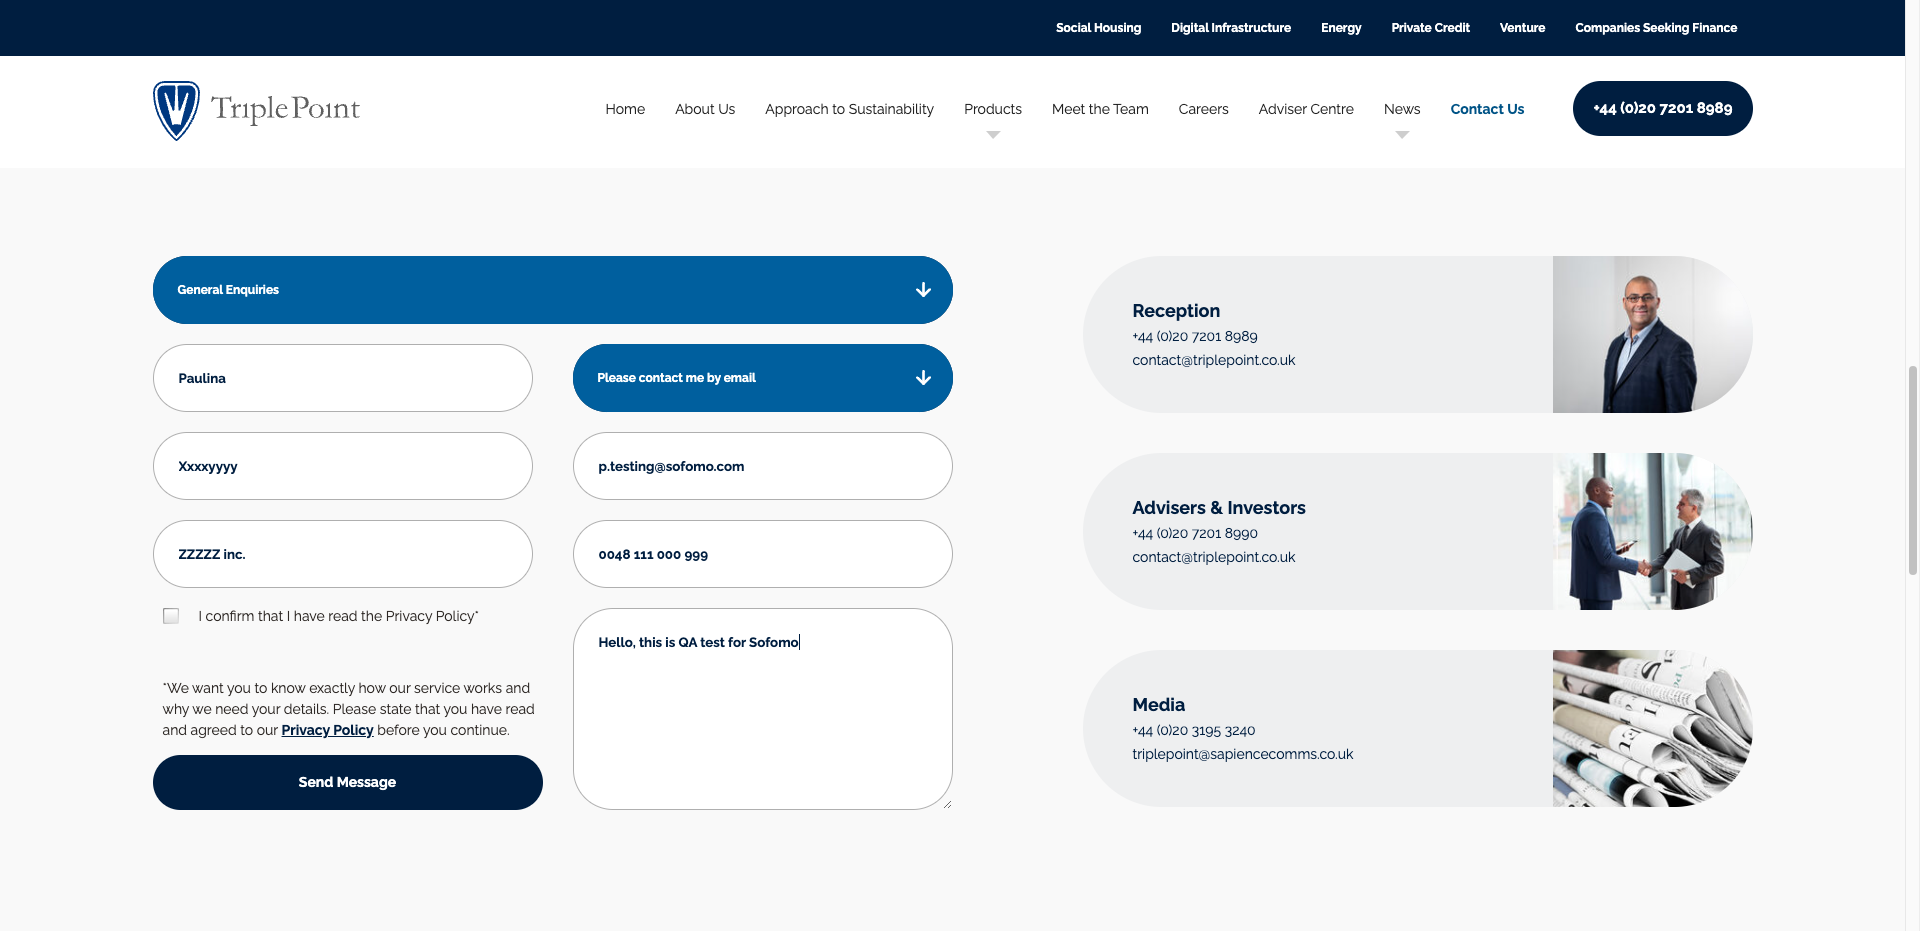 Social Housing
Digital Infrastructure
Energy
Private Credit
Venture
Companies Seeking Finance
Triple Point
Home
About Us
Approach to Sustainability
Products
Meet the Team
Careers
Adviser Centre
News
Contact Us
+44 (0)20 7201 8989
General Enquiries
Paulina
Please contact me by email
Xxxxyyyy
p.testing@sofomo.com
ZZZZZ inc.
0048 111 000 999
I confirm that I have read the Privacy Policy*
Hello, this is QA test for Sofomo
*We want you to know exactly how our service works and
why we need your details. Please state that you have read
and agreed to our Privacy Policy before you continue.
Send Message
Reception
+44 (0)20 7201 8989
contact@triplepoint.co.uk
Advisers & Investors
+44 (0)20 7201 8990
contact@triplepoint.co.uk
Media
+44 (0)20 3195 3240
triplepoint@sapiencecomms.co.uk